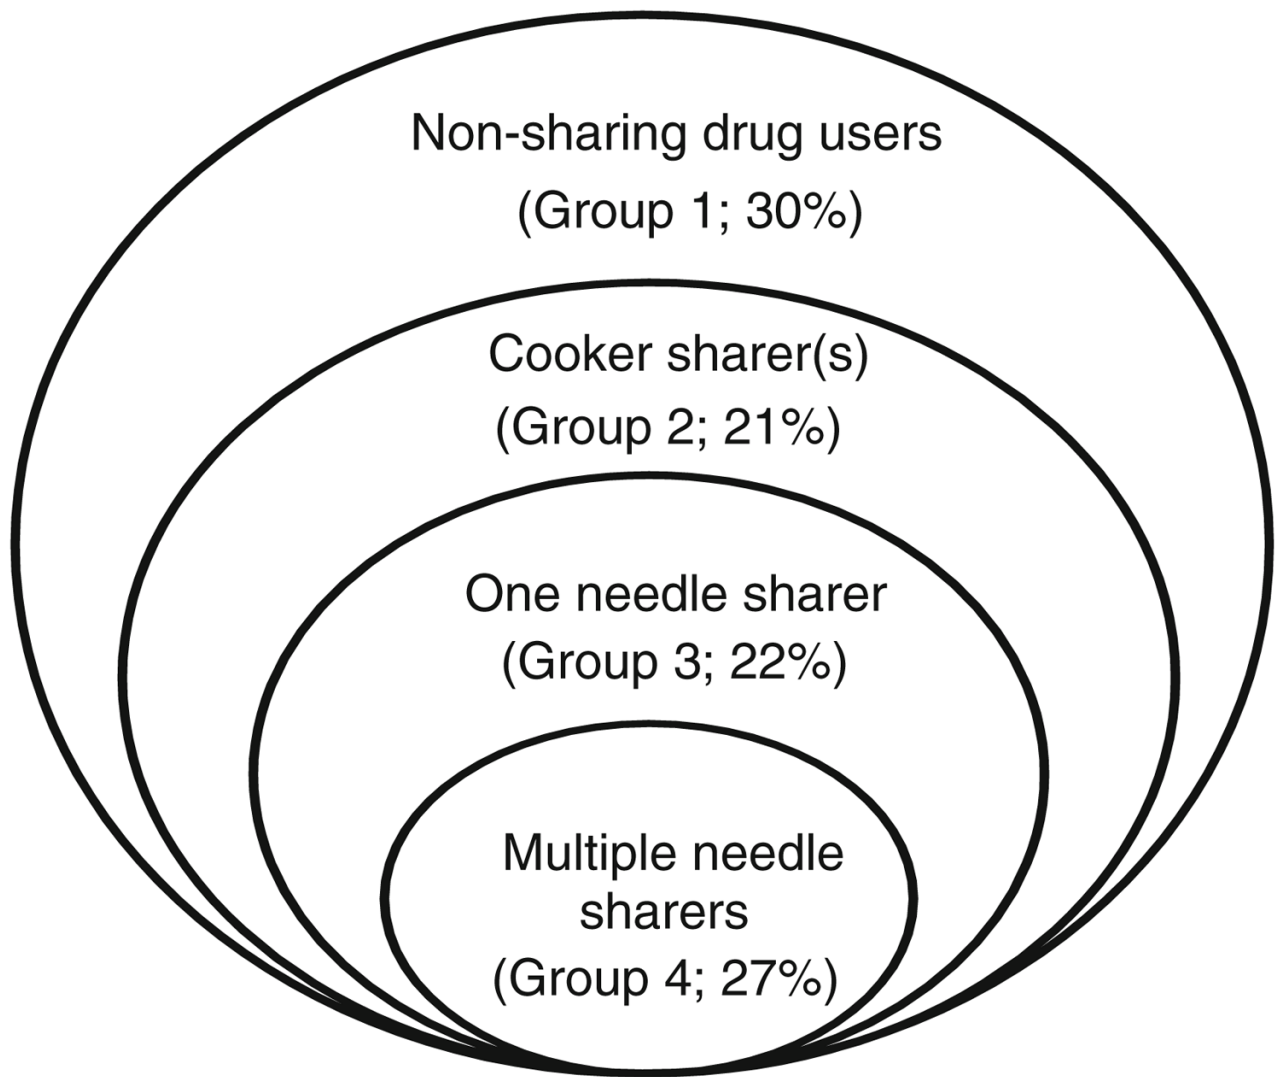 Non-sharing drug users
(Group 1; 30%)
Cooker sharer(s)
(Group 2; 21%)
One needle sharer
(Group 3; 22%)
Multiple needle
sharers
(Group 4; 27%)